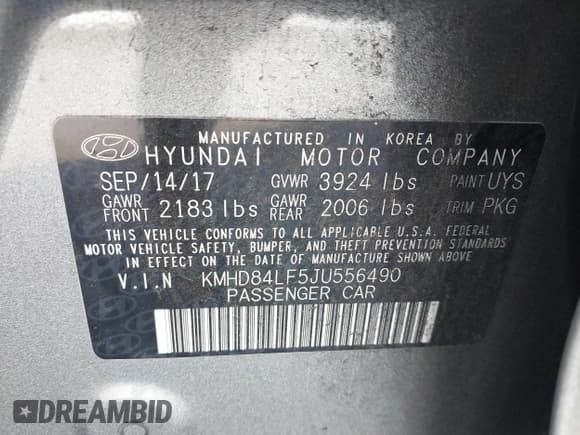 MANUFACTURED IN KOREA BY
HYUNDAI MOTOR COMPANY
SEP/14/17 GVWR 3924 lbs PAINT UYS
GAWR FRONT 2183 lbs GAWR REAR 2006 lbs TRIM PKG
THIS VEHICLE CONFORMS TO ALL APPLICABLE U.S.A. FEDERAL
MOTOR VEHICLE SAFETY, BUMPER, AND THEFT PREVENTION STANDARDS
IN EFFECT ON THE DATE OF MANUFACTURE SHOWN ABOVE.
V.I.N KMHD84LF5JU556490
PASSENGER CAR
DREAMBID